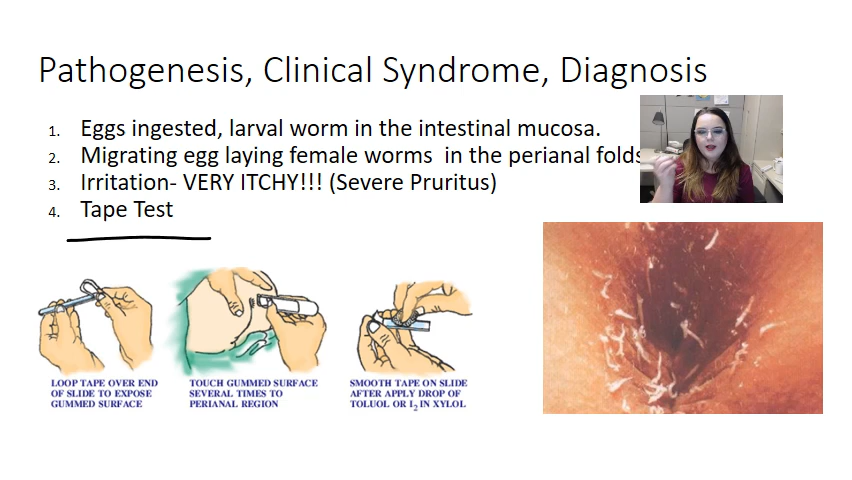 Pathogenesis, Clinical Syndrome, Diagnosis
1. Eggs ingested, larval worm in the intestinal mucosa.
2. Migrating egg laying female worms in the perianal folds
3. Irritation- VERY ITCHY!!! (Severe Pruritus)
4. Tape Test
LOOP TAPE OVER END
OF SLIDE TO EXPOSE
GUMMED SURFACE
TOUCH GUMMED SURFACE
SEVERAL TIMES TO
PERIANAL REGION
SMOOTH TAPE ON SLIDE
AFTER APPLY DROP OF
TOLUOL OR I2 IN XYLOL